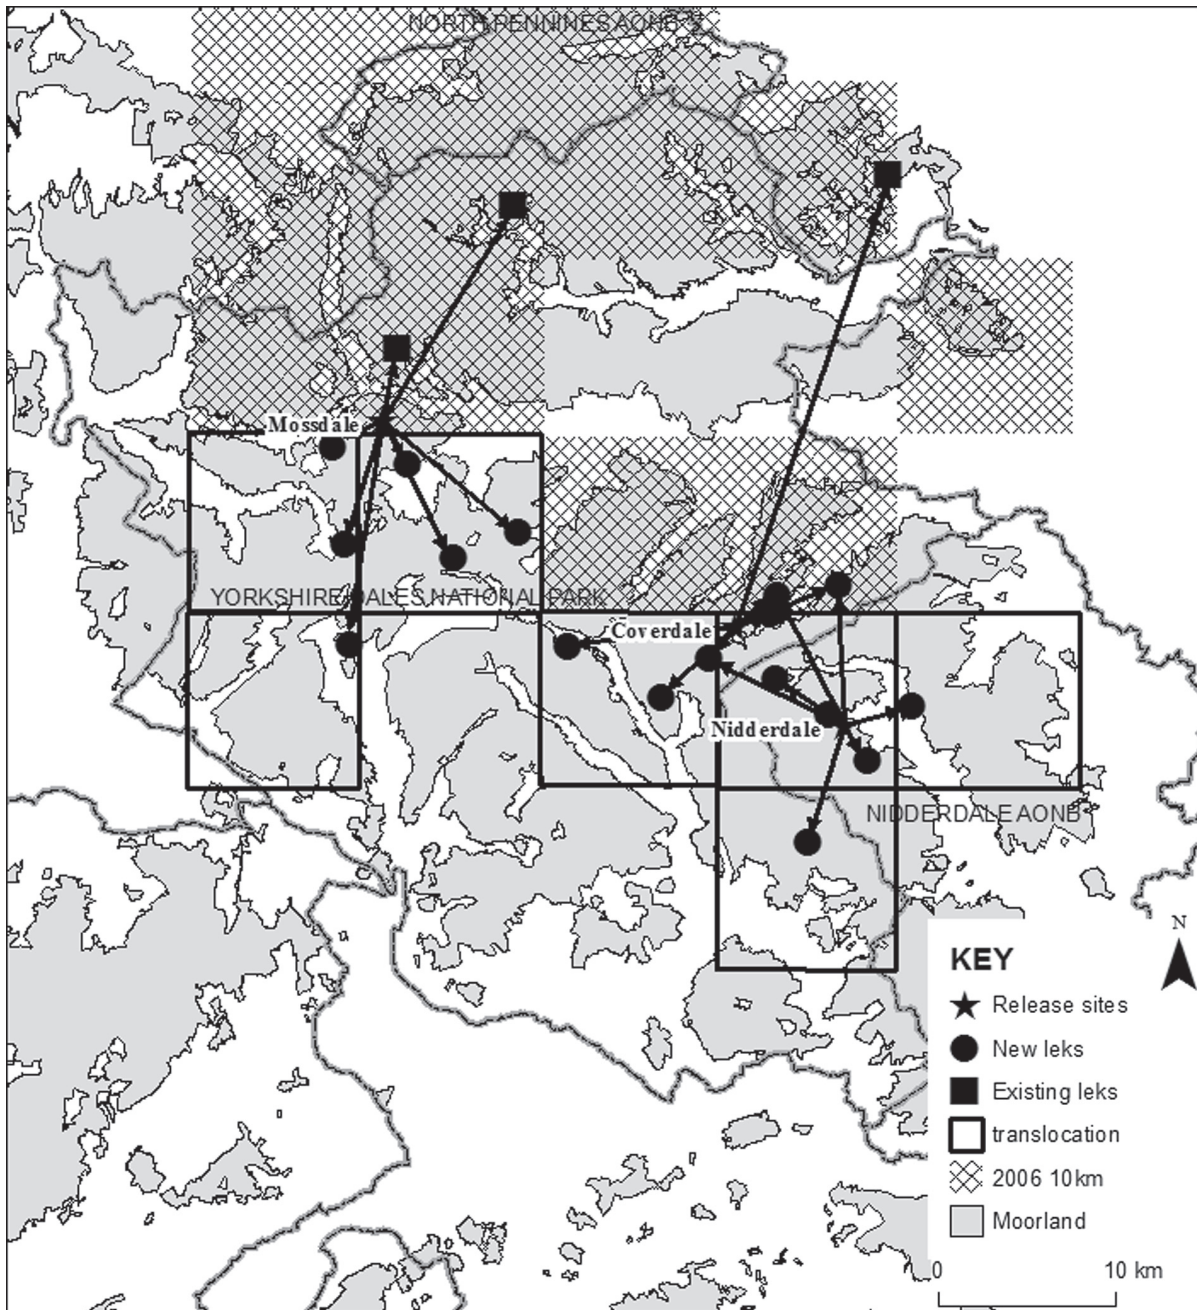 NORTH PENNINES AONB
Mossdale
YORKSHIRE DALES NATIONAL PARK
Coverdale
Nidderdale
NIDDERDALE AONB
N
KEY
Release sites
New leks
Existing leks
translocation
2006 10km
Moorland
0 10 km